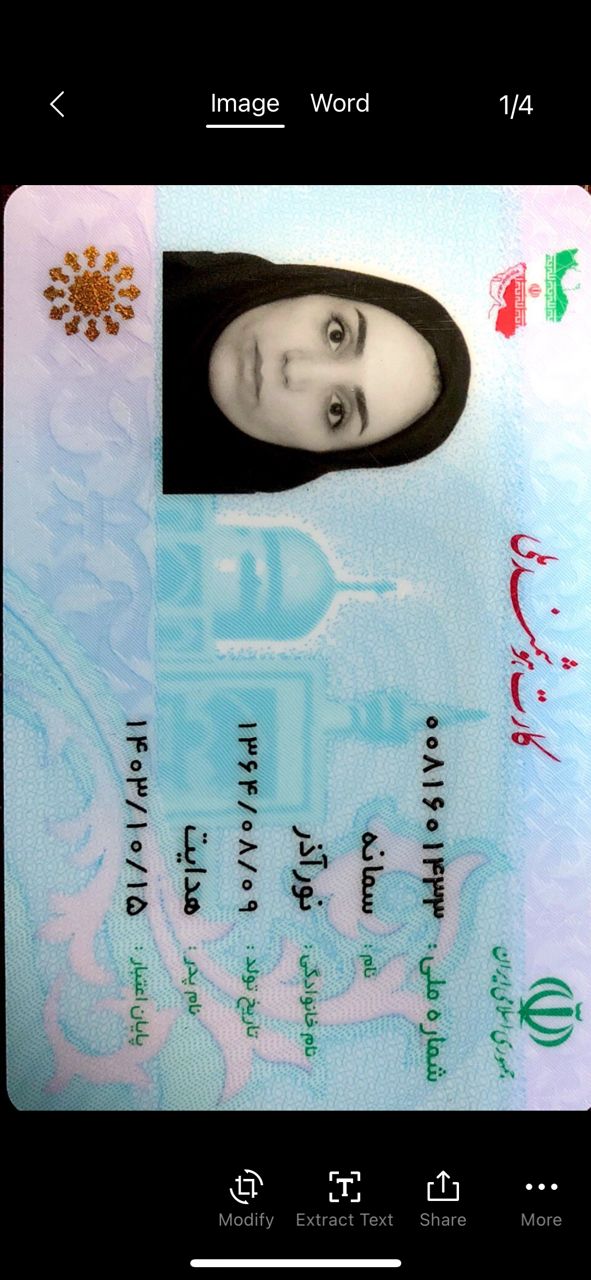 Image Word 1/4
جمهوری اسلامی ایران
کارت هوشمند ملی
شماره ملی : ۰۰۸۱۶۰۱۴۳۳
نام : سمانه
نام خانوادگی : نورآذر
تاریخ تولد : ۱۳۶۴/۰۸/۰۹
نام پدر : هدایت
پایان اعتبار : ۱۴۰۳/۱۰/۱۵
Modify Extract Text Share More